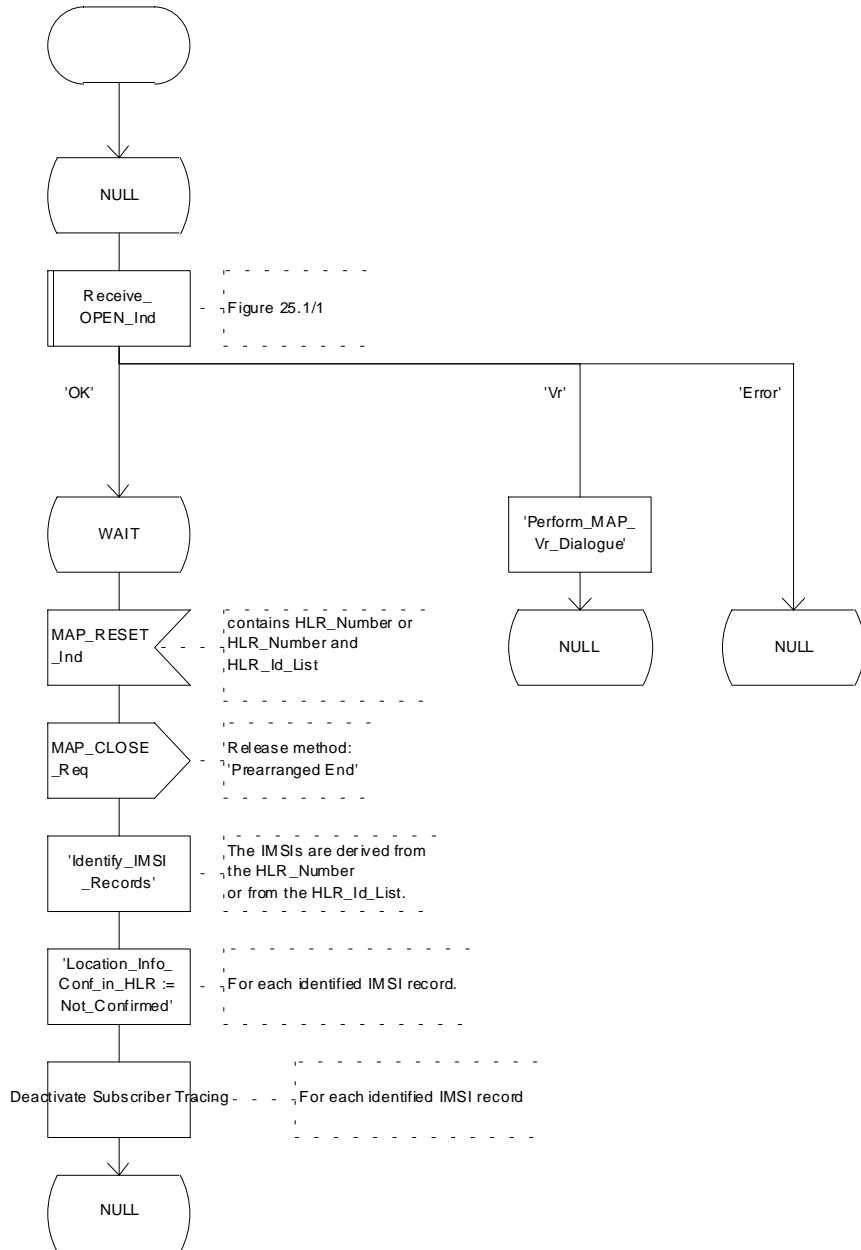 NULL
Receive_
OPEN_Ind
Figure 25.1/1
'OK'
'Vr'
'Error'
WAIT
'Perform_MAP_
Vr_Dialogue'
MAP_RESET
_Ind
contains HLR_Number or
HLR_Number and
HLR_Id_List
NULL
NULL
MAP_CLOSE
_Req
Release method:
'Prearranged End'
'Identify_IMSI
_Records'
The IMSIs are derived from
the HLR_Number
or from the HLR_Id_List.
'Location_Info_
Conf_in_HLR :=
Not_Confirmed'
For each identified IMSI record.
Deactivate Subscriber Tracing
For each identified IMSI record
NULL